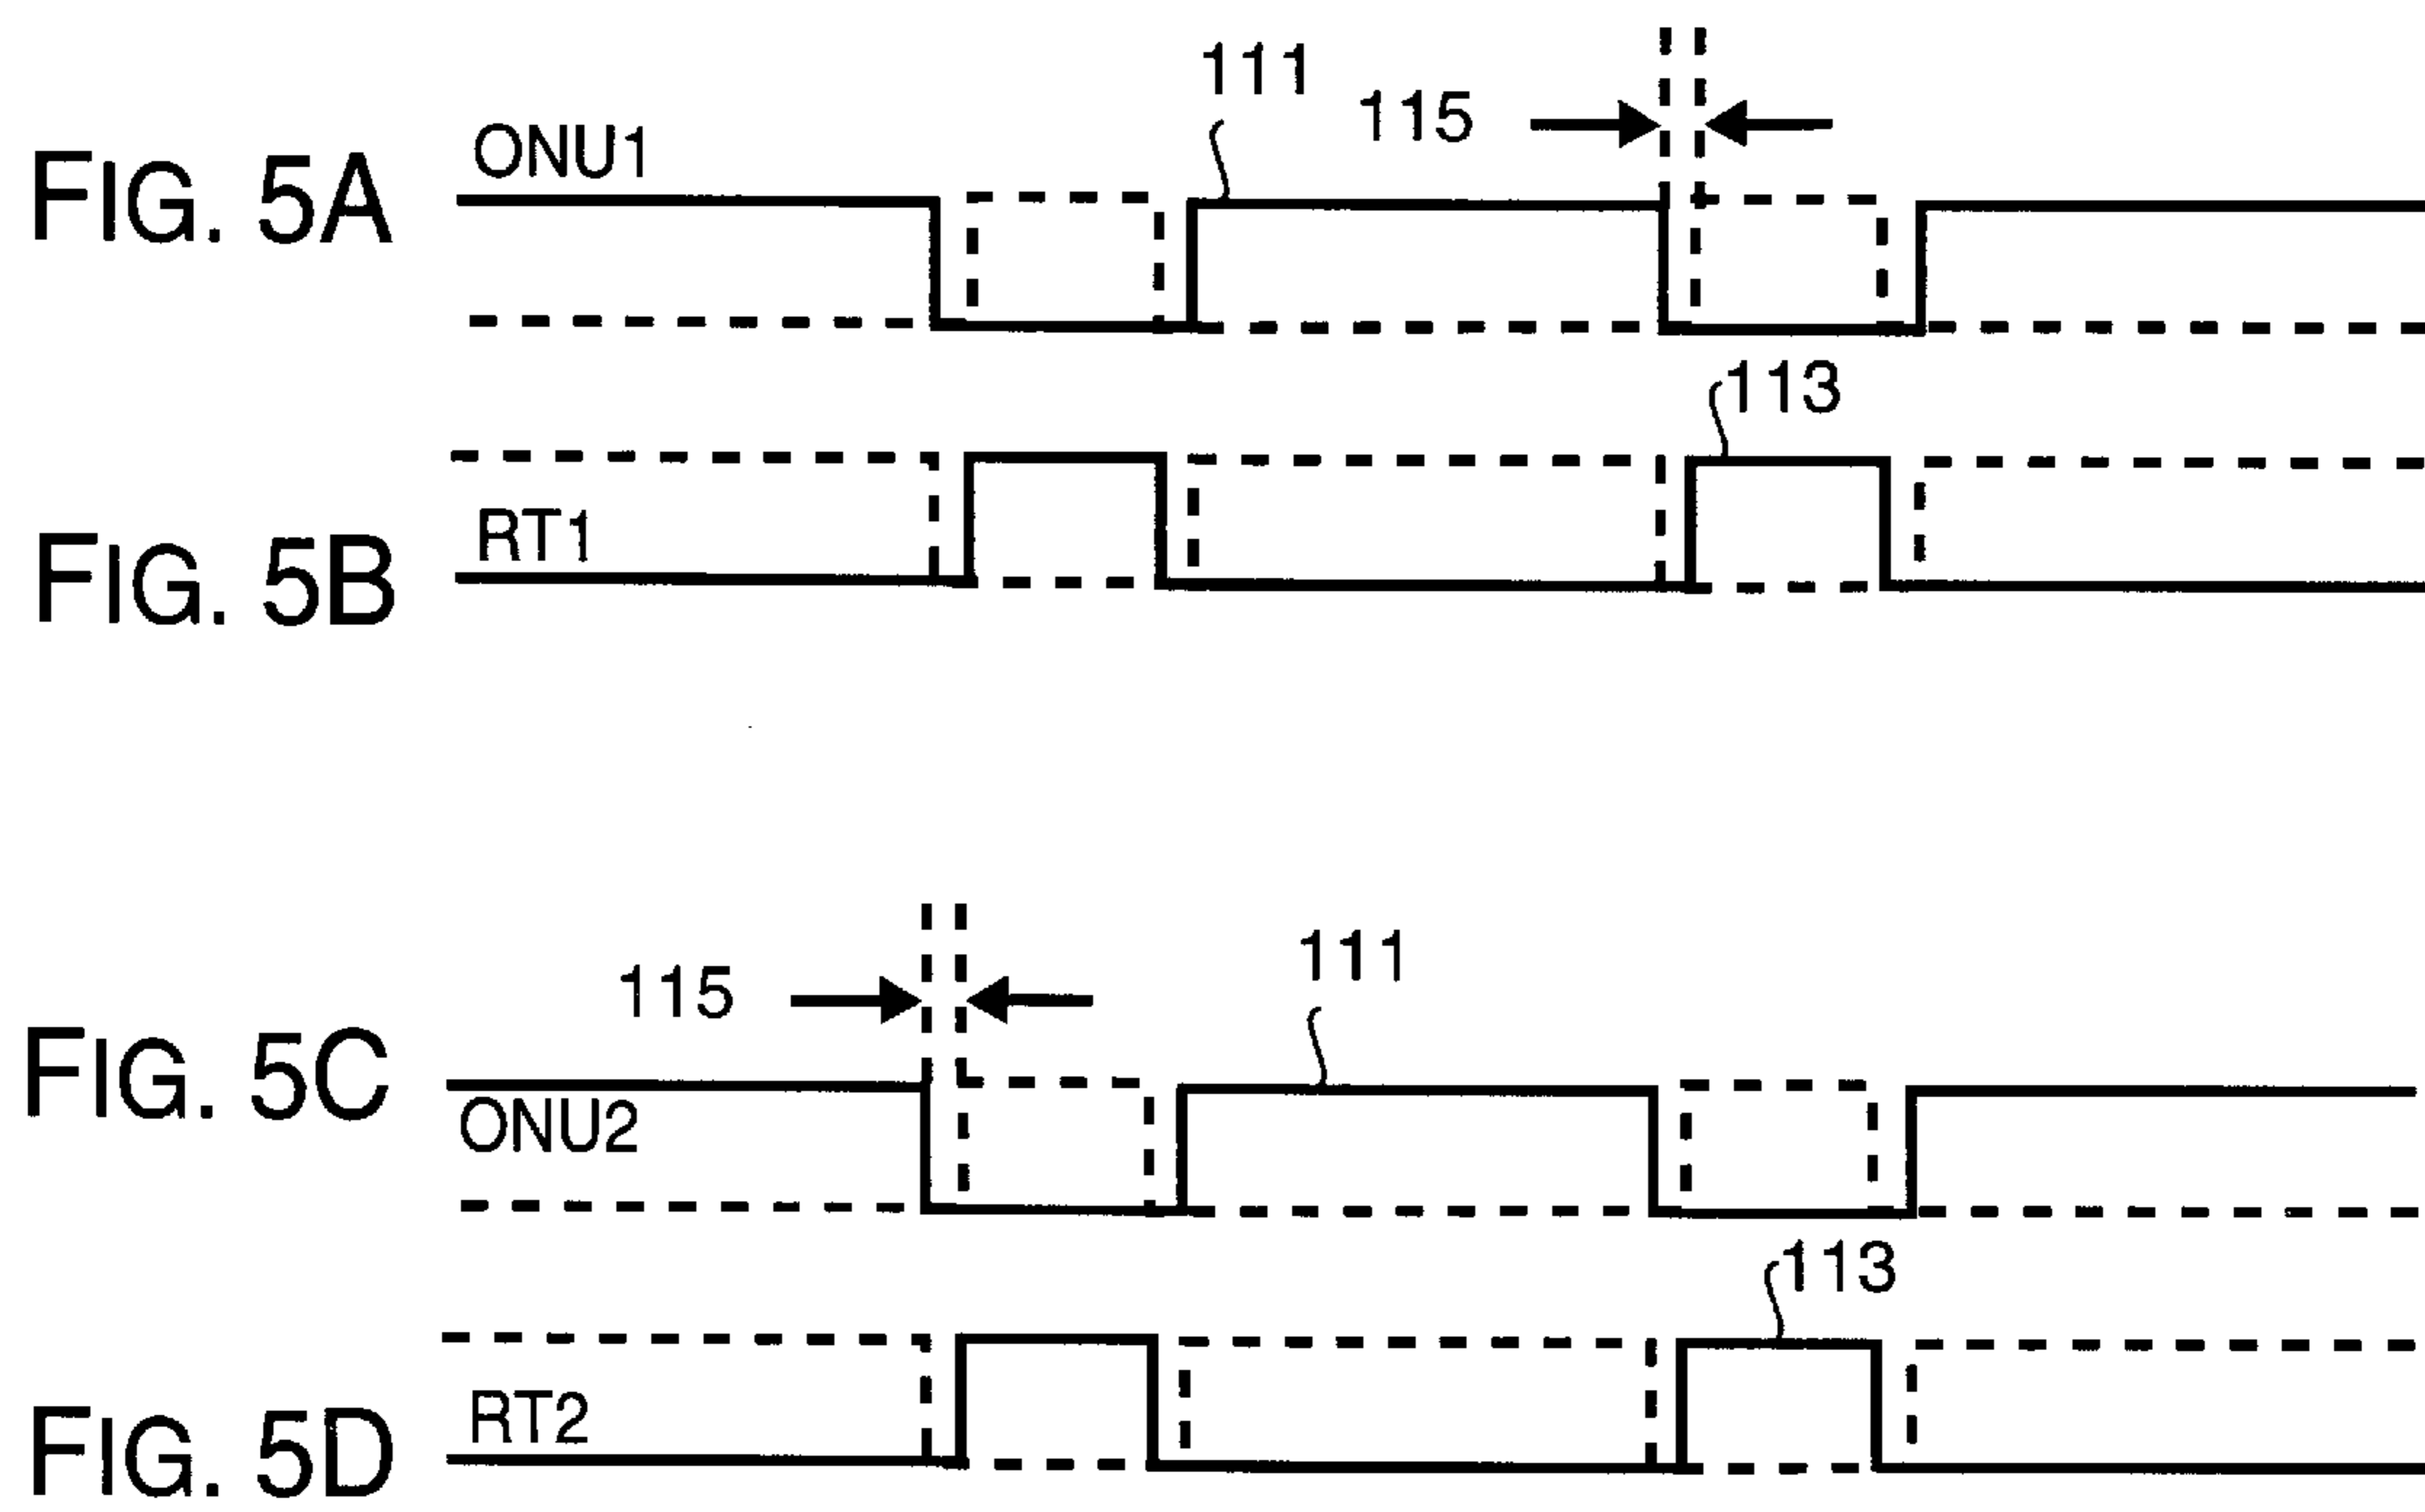 111
115
ONU1
FIG. 5A
113
RT1
FIG. 5B
111
115
FIG. 5C
ONU2
113
RT2
FIG. 5D